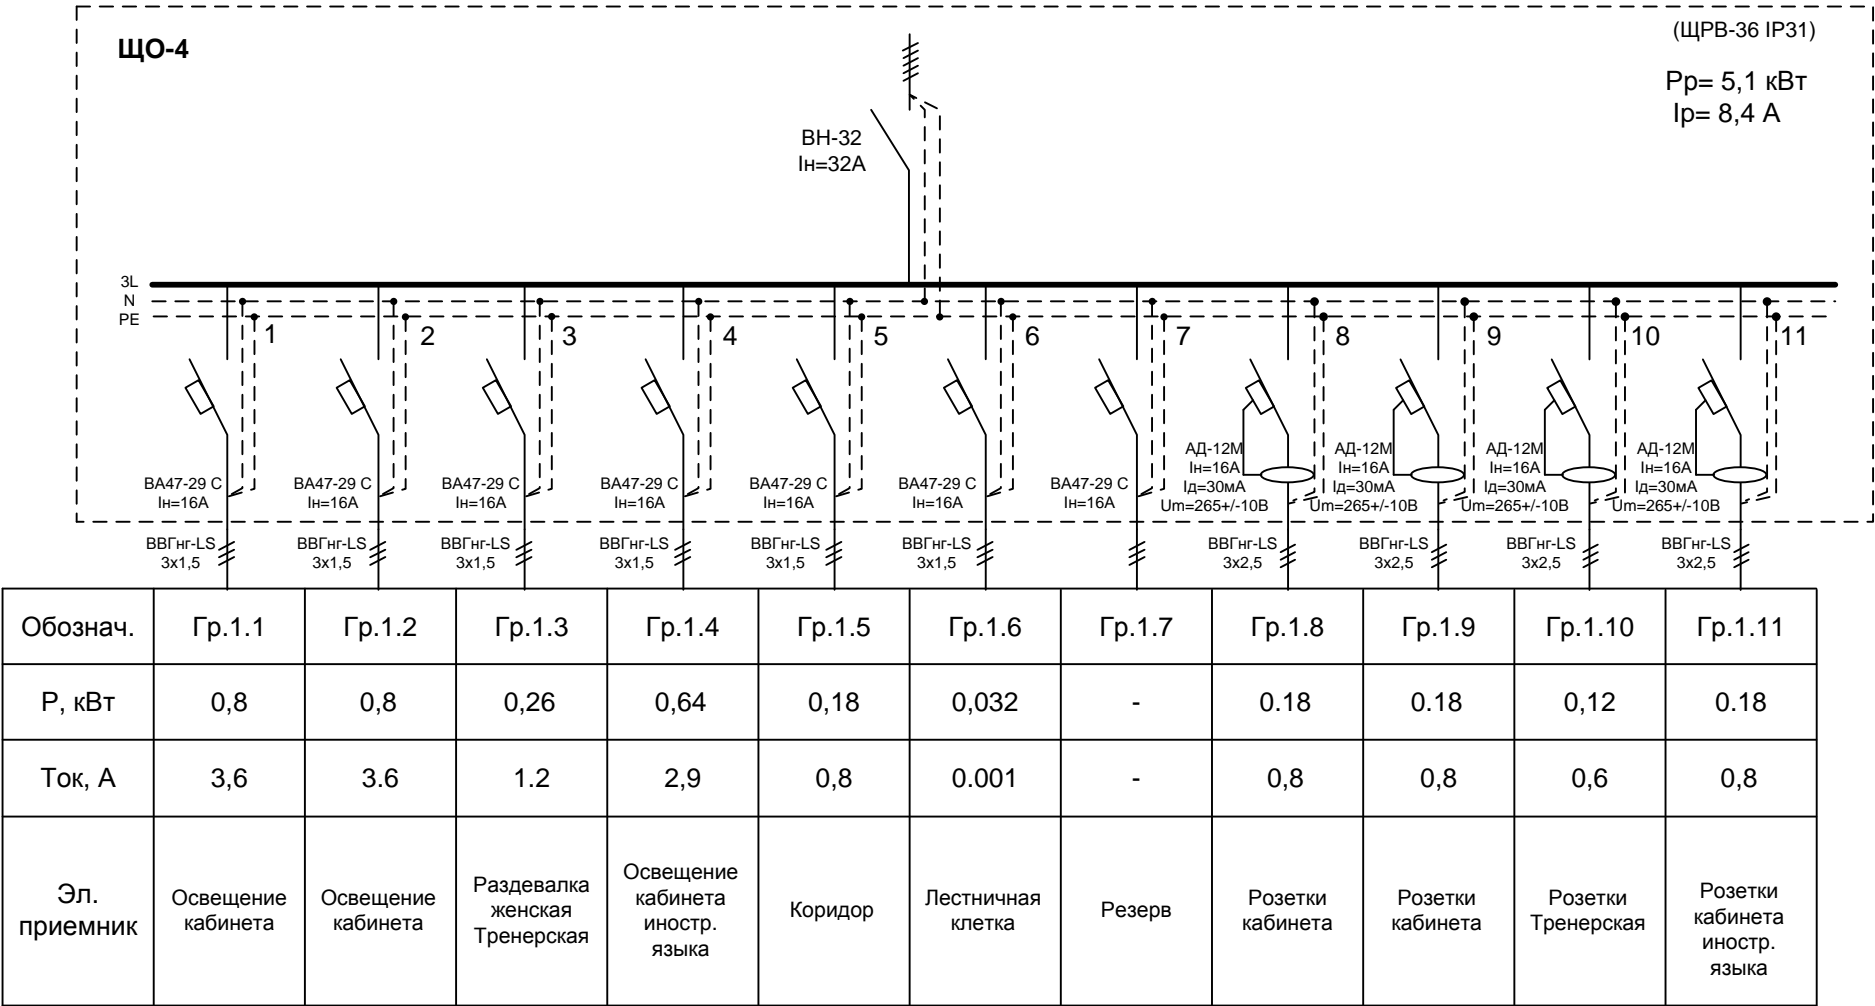 ЩО-4
(ЩРВ-36 IP31)
Рр= 5,1 кВт
Iр= 8,4 А
ВН-32
Iн=32А
3L
N
PE
1 2 3 4 5 6 7 8 9 10 11
ВА47-29 С
Iн=16А
ВА47-29 С
Iн=16А
ВА47-29 С
Iн=16А
ВА47-29 С
Iн=16А
ВА47-29 С
Iн=16А
ВА47-29 С
Iн=16А
ВА47-29 С
Iн=16А
АД-12М
Iн=16А
Iд=30мА
Um=265+/-10В
АД-12М
Iн=16А
Iд=30мА
Um=265+/-10В
АД-12М
Iн=16А
Iд=30мА
Um=265+/-10В
АД-12М
Iн=16А
Iд=30мА
Um=265+/-10В
ВВГнг-LS
3х1,5
ВВГнг-LS
3х1,5
ВВГнг-LS
3х1,5
ВВГнг-LS
3х1,5
ВВГнг-LS
3х1,5
ВВГнг-LS
3х1,5
ВВГнг-LS
3х2,5
ВВГнг-LS
3х2,5
ВВГнг-LS
3х2,5
ВВГнг-LS
3х2,5
Обознач. Гр.1.1 Гр.1.2 Гр.1.3 Гр.1.4 Гр.1.5 Гр.1.6 Гр.1.7 Гр.1.8 Гр.1.9 Гр.1.10 Гр.1.11
Р, кВт 0,8 0,8 0,26 0,64 0,18 0,032 - 0.18 0.18 0,12 0.18
Ток, А 3,6 3.6 1.2 2,9 0,8 0.001 - 0,8 0,8 0,6 0,8
Эл.
приемник
Освещение
кабинета
Освещение
кабинета
Раздевалка
женская
Тренерская
Освещение
кабинета
иностр.
языка
Коридор
Лестничная
клетка
Резерв
Розетки
кабинета
Розетки
кабинета
Розетки
Тренерская
Розетки
кабинета
иностр.
языка